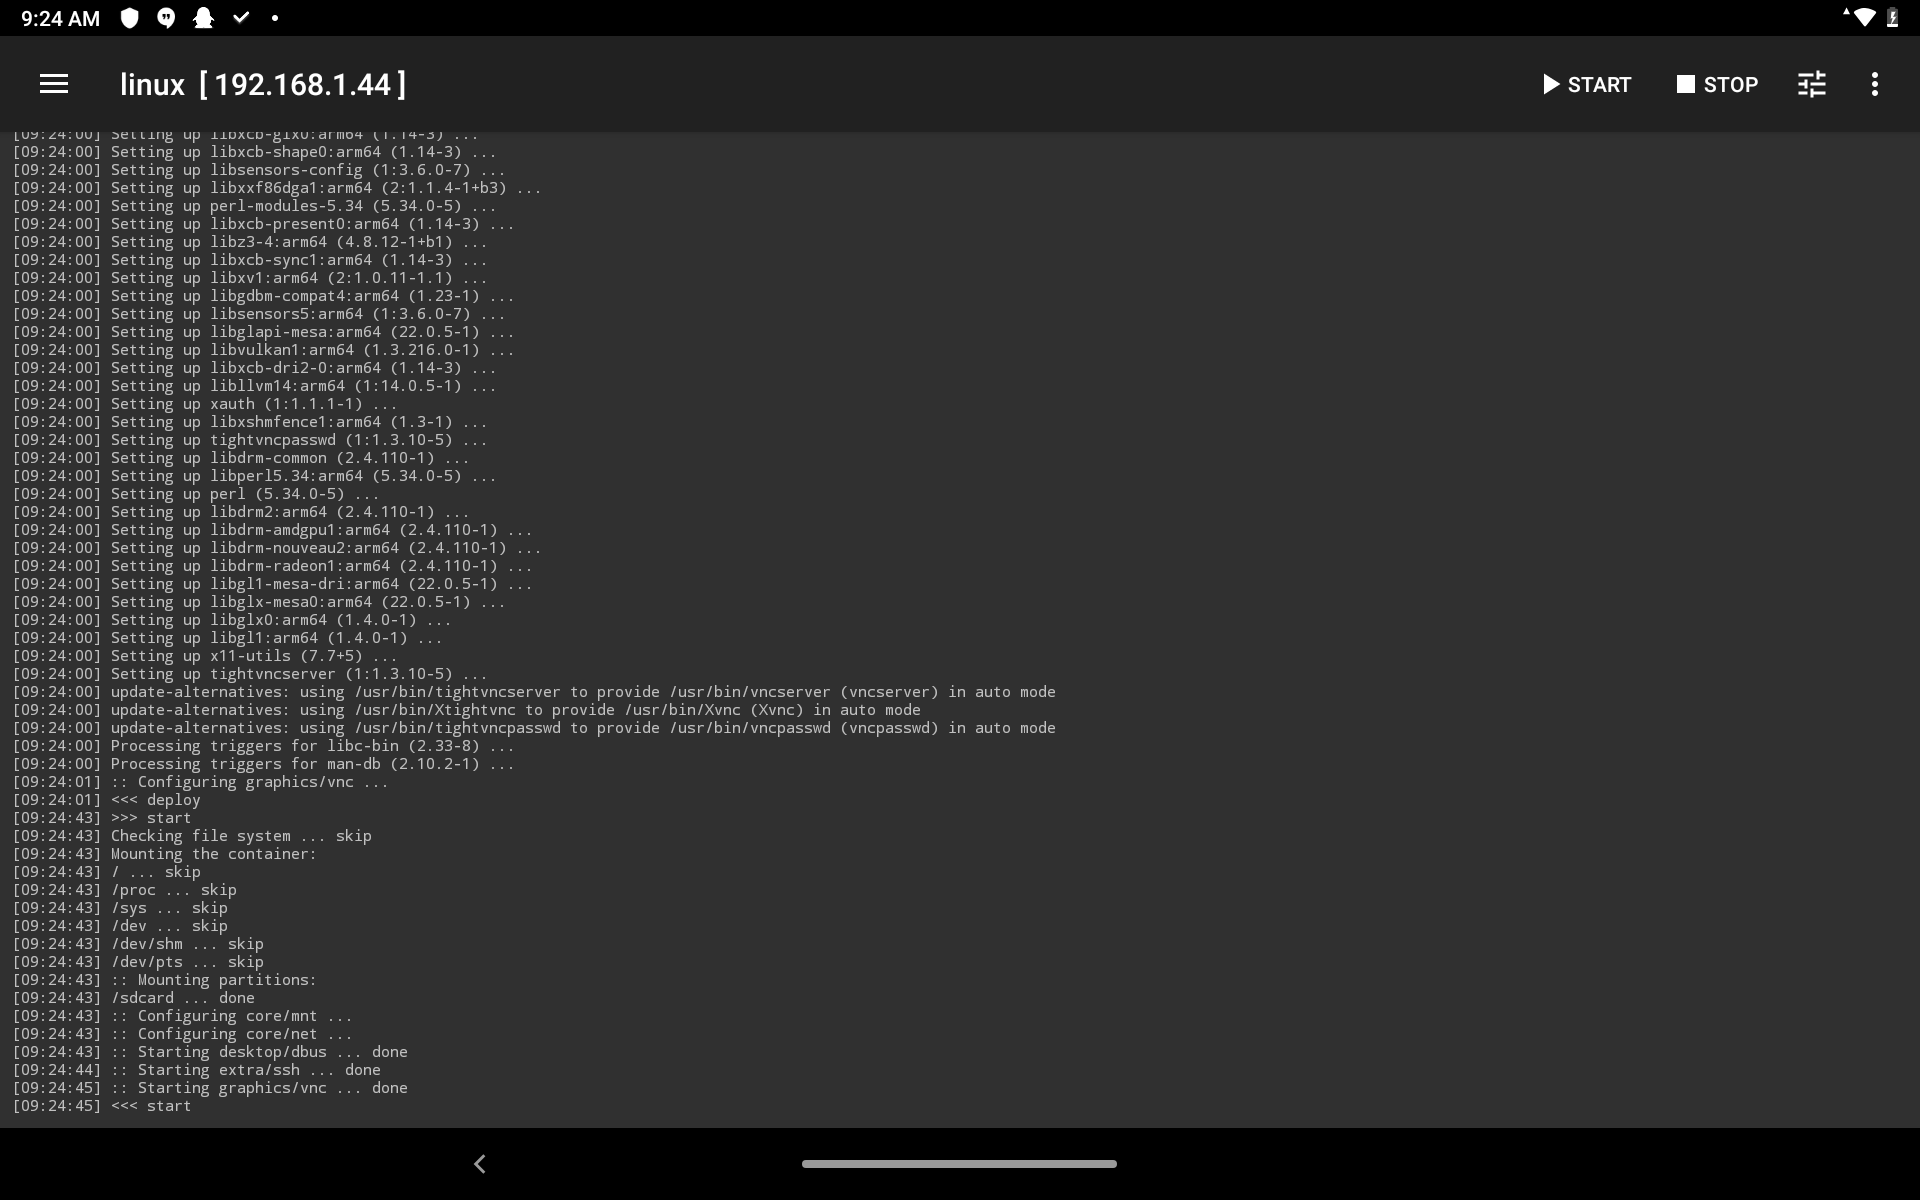 9:24 AM
linux [ 192.168.1.44 ]
START
STOP
[09:24:00] Setting up libxcb-glx0:arm64 (1.14-3) ...
[09:24:00] Setting up libxcb-shape0:arm64 (1.14-3) ...
[09:24:00] Setting up libsensors-config (1:3.6.0-7) ...
[09:24:00] Setting up libxxf86dga1:arm64 (2:1.1.4-1+b3) ...
[09:24:00] Setting up perl-modules-5.34 (5.34.0-5) ...
[09:24:00] Setting up libxcb-present0:arm64 (1.14-3) ...
[09:24:00] Setting up libz3-4:arm64 (4.8.12-1+b1) ...
[09:24:00] Setting up libxcb-sync1:arm64 (1.14-3) ...
[09:24:00] Setting up libxv1:arm64 (2:1.0.11-1.1) ...
[09:24:00] Setting up libgdbm-compat4:arm64 (1.23-1) ...
[09:24:00] Setting up libsensors5:arm64 (1:3.6.0-7) ...
[09:24:00] Setting up libglapi-mesa:arm64 (22.0.5-1) ...
[09:24:00] Setting up libvulkan1:arm64 (1.3.216.0-1) ...
[09:24:00] Setting up libxcb-dri2-0:arm64 (1.14-3) ...
[09:24:00] Setting up libllvm14:arm64 (1:14.0.5-1) ...
[09:24:00] Setting up xauth (1:1.1.1-1) ...
[09:24:00] Setting up libxshmfence1:arm64 (1.3-1) ...
[09:24:00] Setting up tightvncpasswd (1:1.3.10-5) ...
[09:24:00] Setting up libdrm-common (2.4.110-1) ...
[09:24:00] Setting up libperl5.34:arm64 (5.34.0-5) ...
[09:24:00] Setting up perl (5.34.0-5) ...
[09:24:00] Setting up libdrm2:arm64 (2.4.110-1) ...
[09:24:00] Setting up libdrm-amdgpu1:arm64 (2.4.110-1) ...
[09:24:00] Setting up libdrm-nouveau2:arm64 (2.4.110-1) ...
[09:24:00] Setting up libdrm-radeon1:arm64 (2.4.110-1) ...
[09:24:00] Setting up libgl1-mesa-dri:arm64 (22.0.5-1) ...
[09:24:00] Setting up libglx-mesa0:arm64 (22.0.5-1) ...
[09:24:00] Setting up libglx0:arm64 (1.4.0-1) ...
[09:24:00] Setting up libgl1:arm64 (1.4.0-1) ...
[09:24:00] Setting up x11-utils (7.7+5) ...
[09:24:00] Setting up tightvncserver (1:1.3.10-5) ...
[09:24:00] update-alternatives: using /usr/bin/tightvncserver to provide /usr/bin/vncserver (vncserver) in auto mode
[09:24:00] update-alternatives: using /usr/bin/Xtightvnc to provide /usr/bin/Xvnc (Xvnc) in auto mode
[09:24:00] update-alternatives: using /usr/bin/tightvncpasswd to provide /usr/bin/vncpasswd (vncpasswd) in auto mode
[09:24:00] Processing triggers for libc-bin (2.33-8) ...
[09:24:00] Processing triggers for man-db (2.10.2-1) ...
[09:24:01] :: Configuring graphics/vnc ...
[09:24:01] <<< deploy
[09:24:43] >>> start
[09:24:43] Checking file system ... skip
[09:24:43] Mounting the container:
[09:24:43] / ... skip
[09:24:43] /proc ... skip
[09:24:43] /sys ... skip
[09:24:43] /dev ... skip
[09:24:43] /dev/shm ... skip
[09:24:43] /dev/pts ... skip
[09:24:43] :: Mounting partitions:
[09:24:43] /sdcard ... done
[09:24:43] :: Configuring core/mnt ...
[09:24:43] :: Configuring core/net ...
[09:24:43] :: Starting desktop/dbus ... done
[09:24:44] :: Starting extra/ssh ... done
[09:24:45] :: Starting graphics/vnc ... done
[09:24:45] <<< start